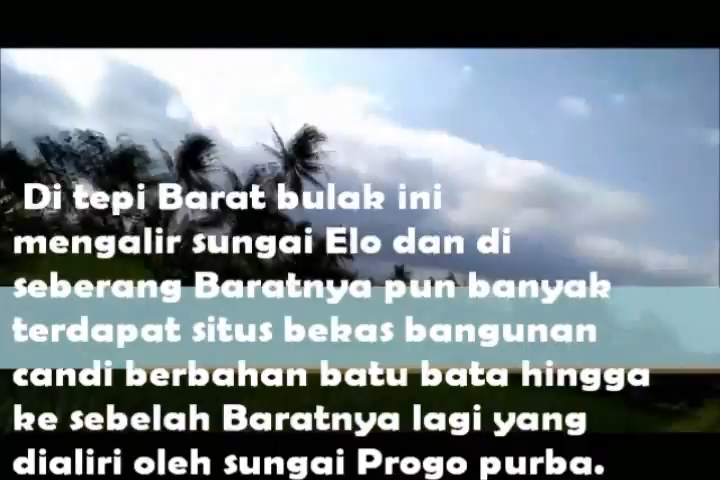 Di tepi Barat bulak ini
mengalir sungai Elo dan di
seberang Baratnya pun banyak
terdapat situs bekas bangunan
candi berbahan batu bata hingga
ke sebelah Baratnya lagi yang
dialiri oleh sungai Progo purba.